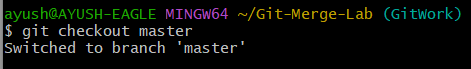 ayush@AYUSH-EAGLE MINGW64 ~/Git-Merge-Lab (GitWork)
$ git checkout master
Switched to branch 'master'